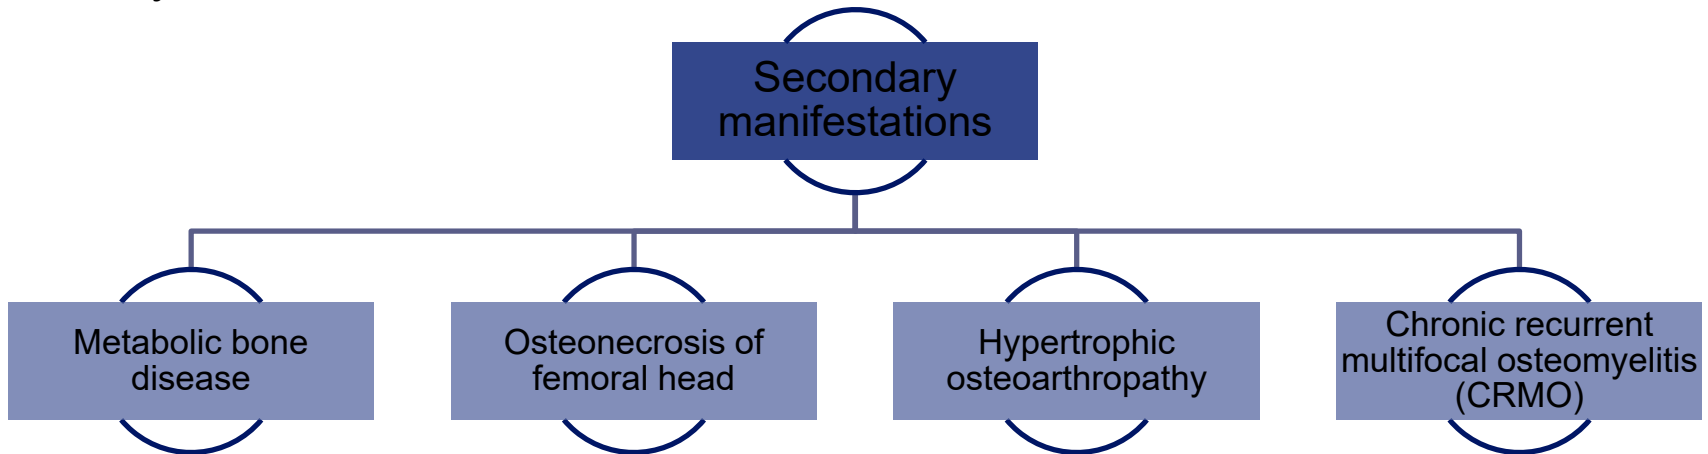 Secondary
manifestations
Metabolic bone
disease
Osteonecrosis of
femoral head
Hypertrophic
osteoarthropathy
Chronic recurrent
multifocal osteomyelitis
(CRMO)